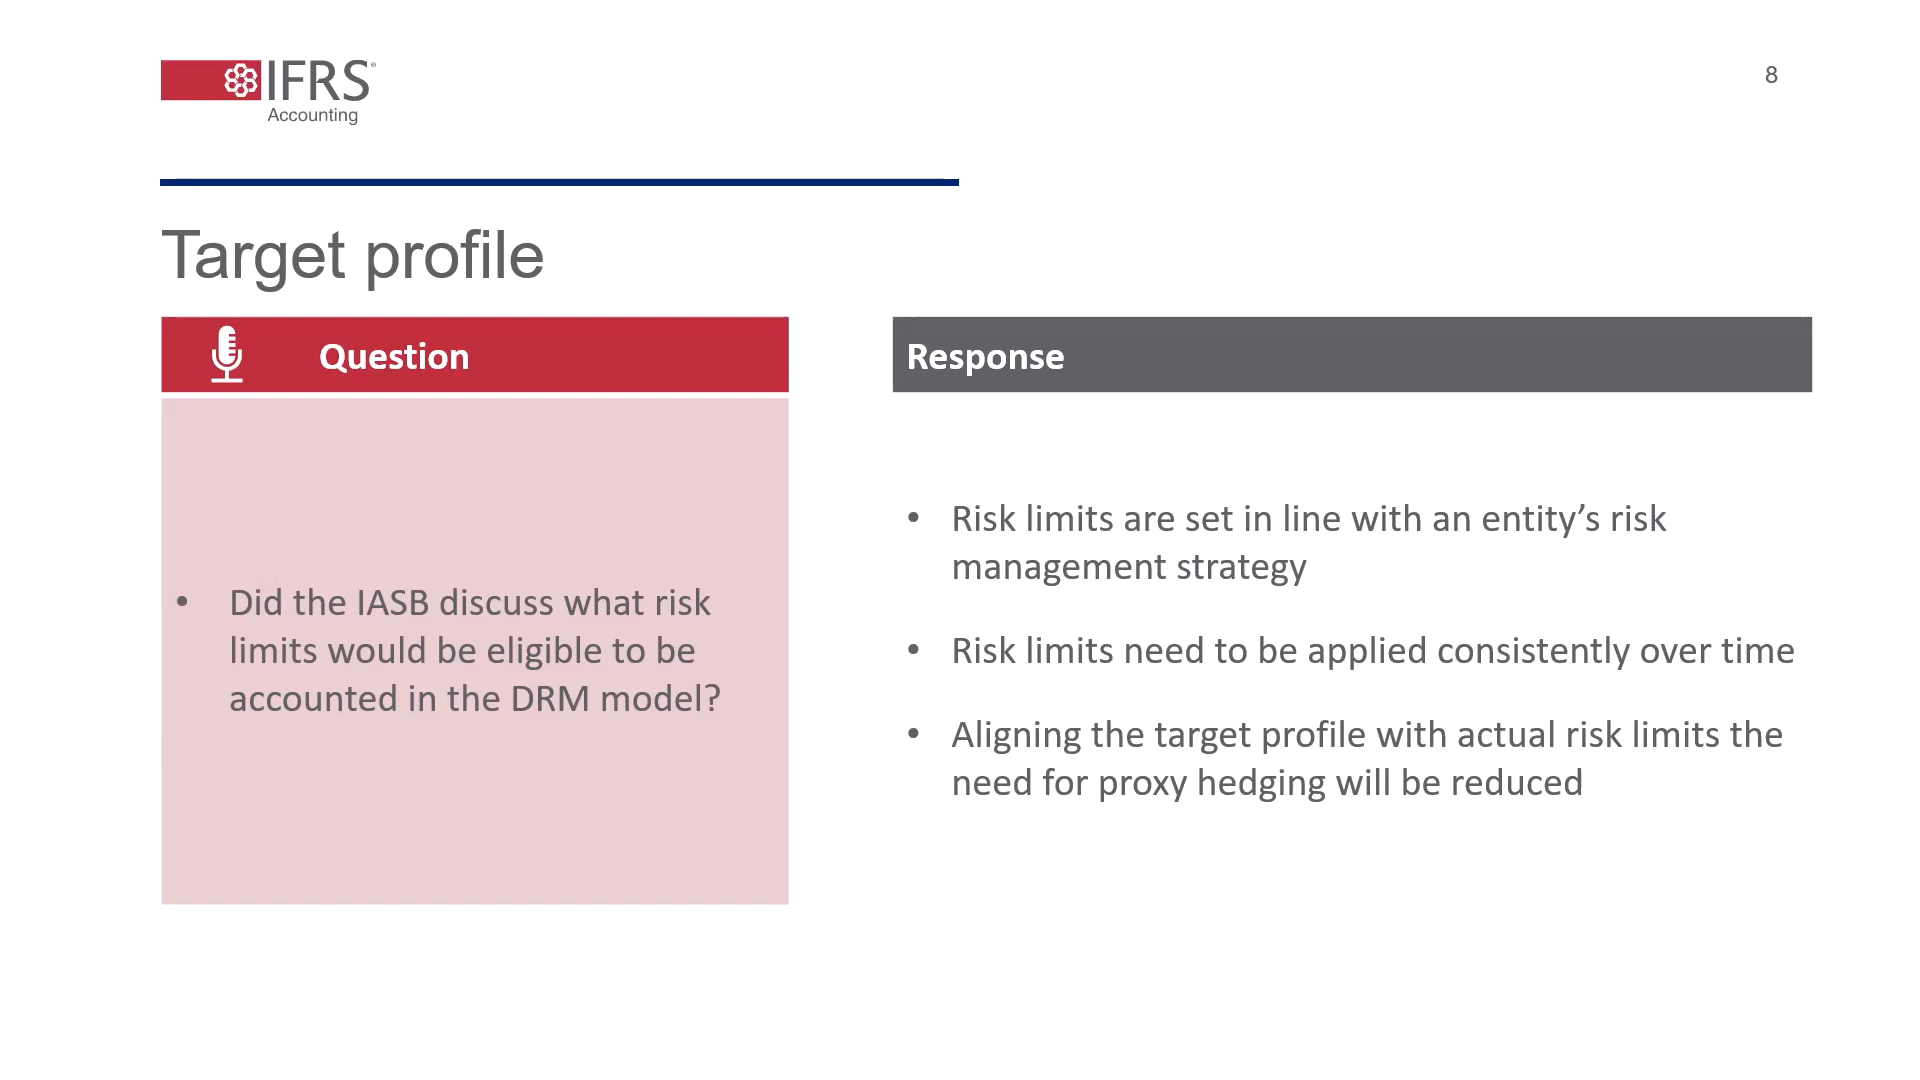 IFRS®
Accounting
8
Target profile
Question
• Did the IASB discuss what risk
limits would be eligible to be
accounted in the DRM model?
Response
• Risk limits are set in line with an entity’s risk
management strategy
• Risk limits need to be applied consistently over time
• Aligning the target profile with actual risk limits the
need for proxy hedging will be reduced